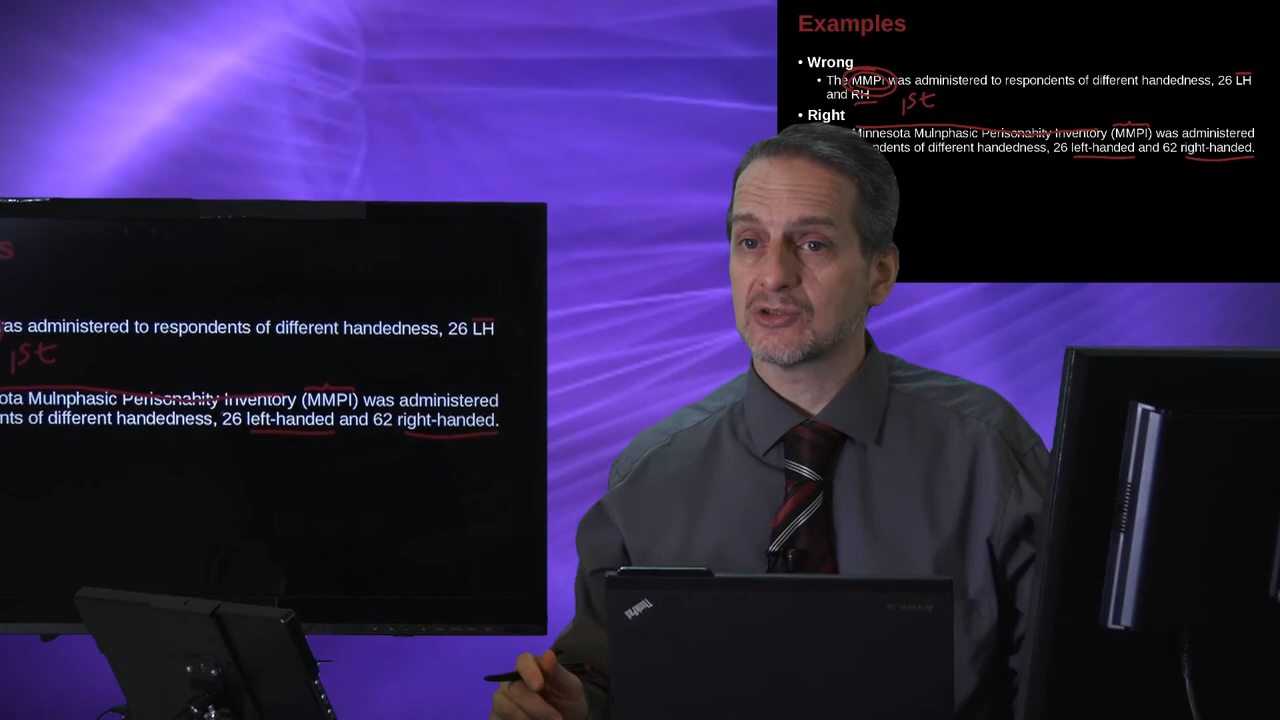 Examples
• Wrong
• The MMPI was administered to respondents of different handedness, 26 LH
and RH
1st
• Right
Minnesota Mulnphasic Perisonahity Inventory (MMPI) was administered
ndents of different handedness, 26 left-handed and 62 right-handed.
s
as administered to respondents of different handedness, 26 LH
1st
ota Mulnphasic Perisonahity Inventory (MMPI) was administered
nts of different handedness, 26 left-handed and 62 right-handed.
ThinkPad